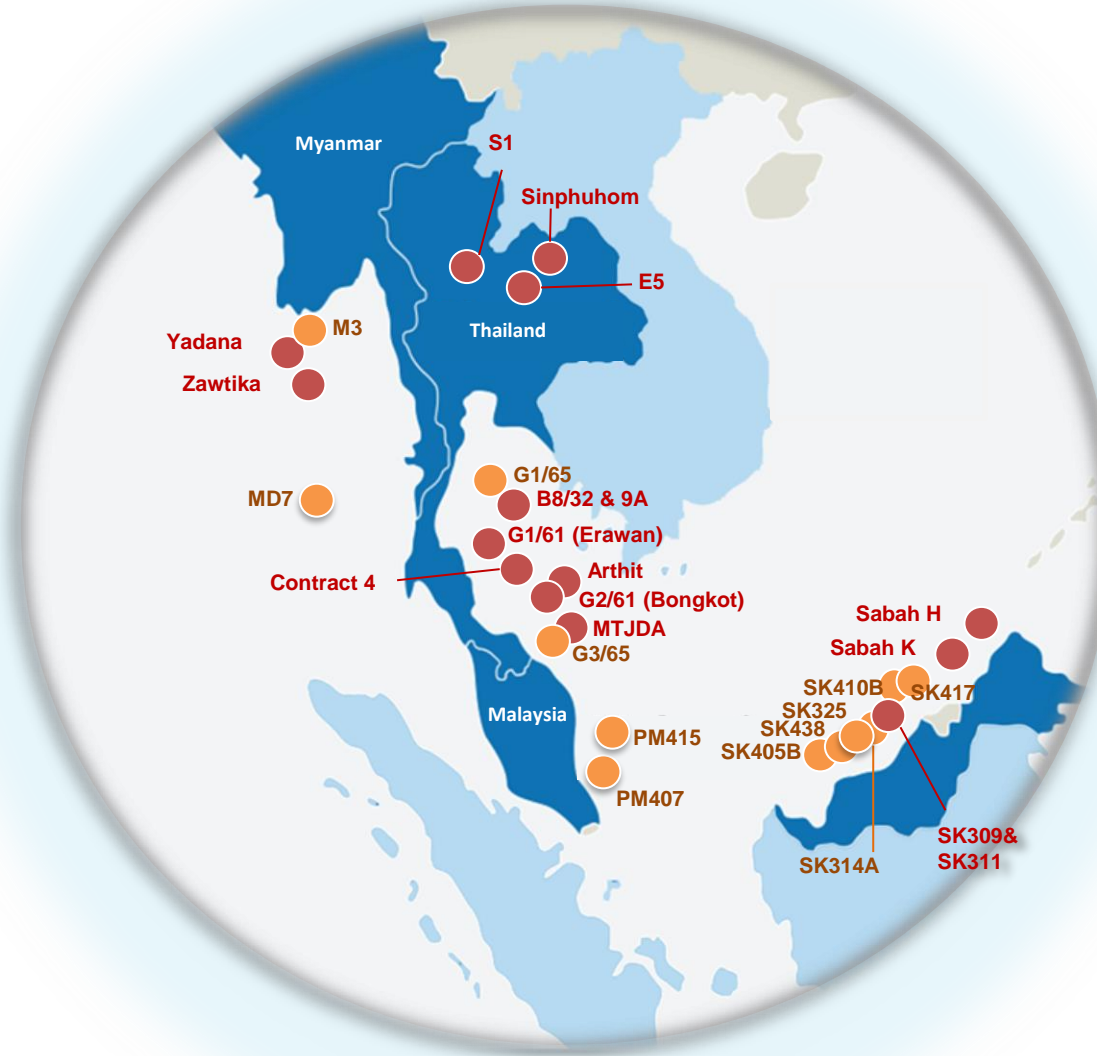 Myanmar
S1
Sinphuhom
E5
Thailand
M3
Yadana
Zawtika
MD7
G1/65
B8/32 & 9A
G1/61 (Erawan)
Contract 4
Arthit
G2/61 (Bongkot)
MTJDA
G3/65
Malaysia
PM415
PM407
Sabah H
Sabah K
SK410B
SK417
SK325
SK438
SK405B
SK314A
SK309&
SK311